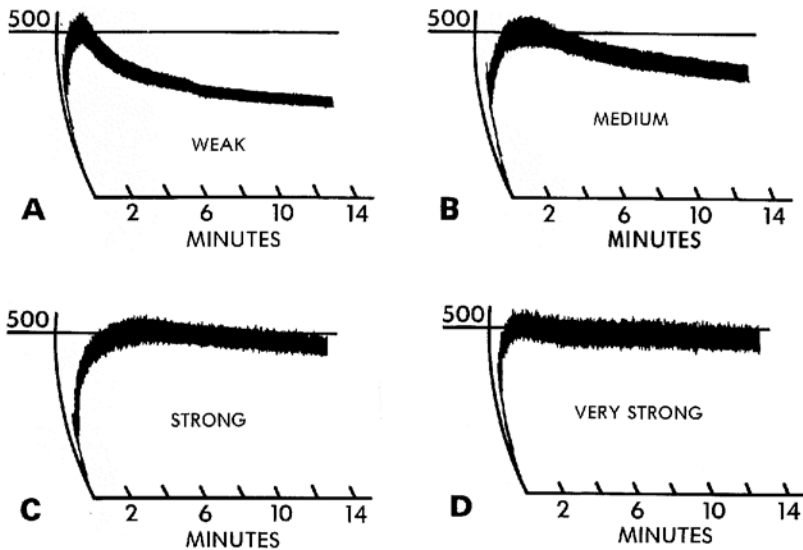 500
WEAK
A
2 6 10 14
MINUTES
500
MEDIUM
B
2 6 10 14
MINUTES
500
STRONG
C
2 6 10 14
MINUTES
500
VERY STRONG
D
2 6 10 14
MINUTES